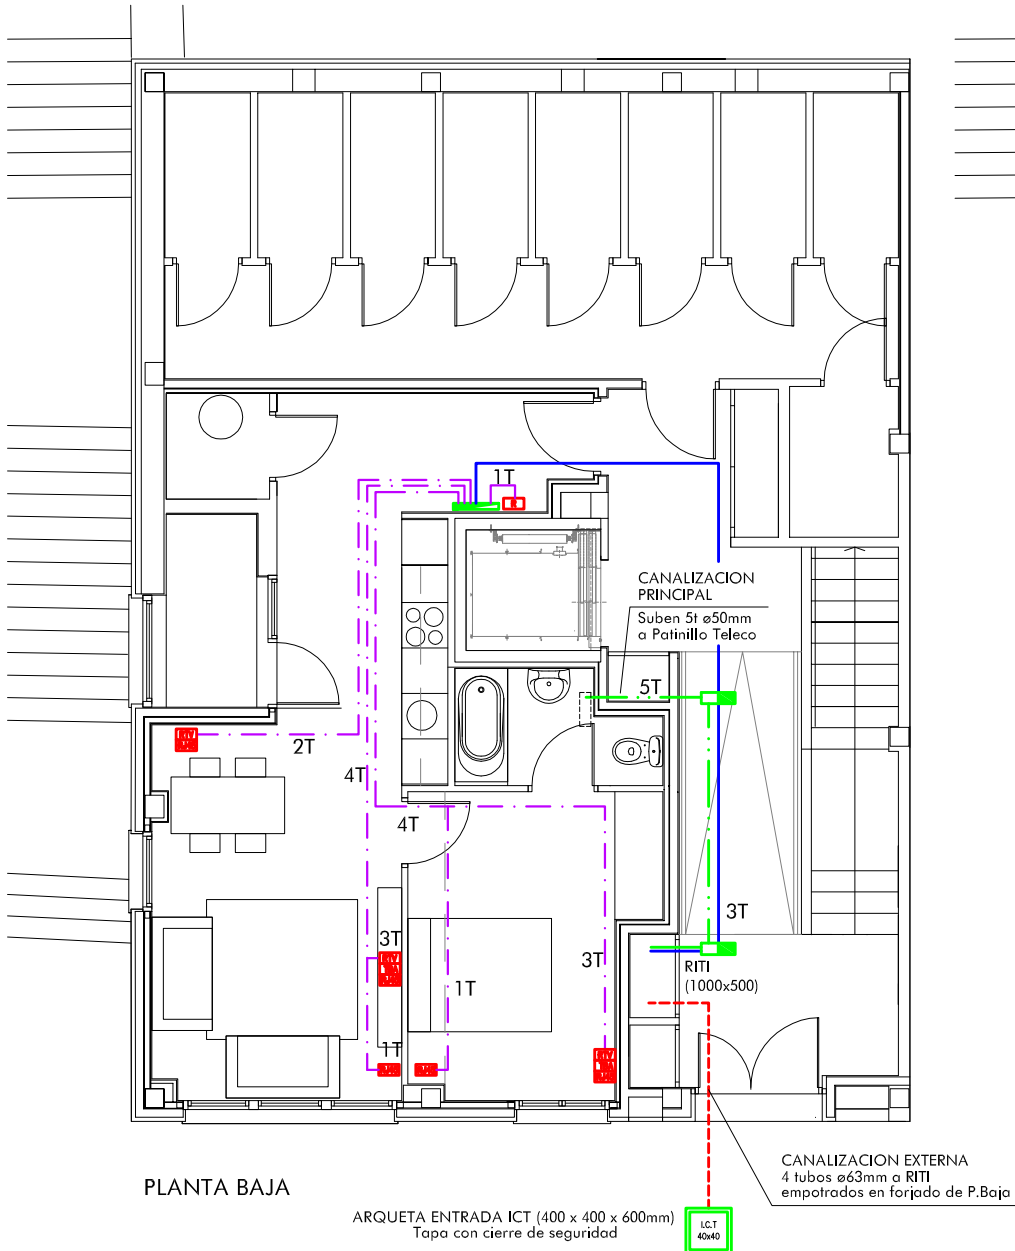 1T
R
CANALIZACION
PRINCIPAL
Suben 5t ø50mm
a Patinillo Teleco
5T
2T
4T
4T
3T
3T
3T
RITI
(1000x500)
1T
1T
CANALIZACION EXTERNA
4 tubos ø63mm a RITI
empotrados en forjado de P.Baja
PLANTA BAJA
ARQUETA ENTRADA ICT (400 x 400 x 600mm)
Tapa con cierre de seguridad
I.C.T
40x40